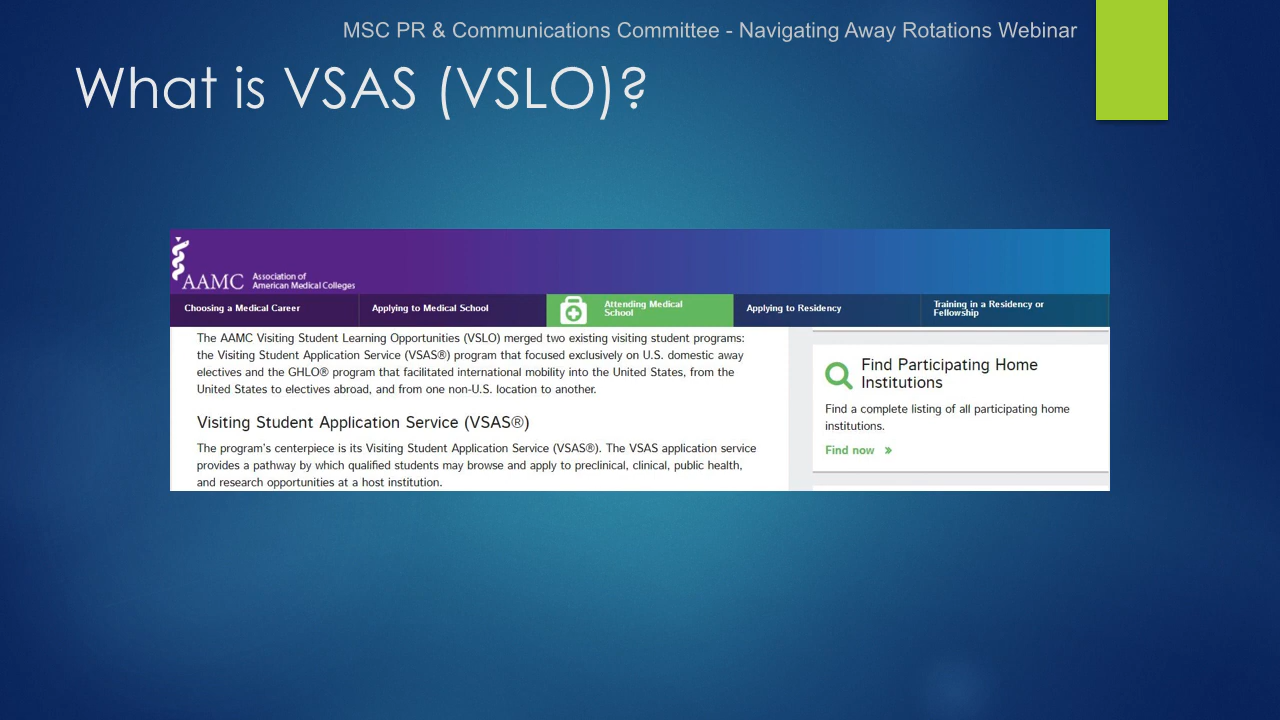 MSC PR & Communications Committee - Navigating Away Rotations Webinar
What is VSAS (VSLO)?
AAMC
Association of
American Medical Colleges
Choosing a Medical Career
Applying to Medical School
Attending Medical
School
Applying to Residency
Training in a Residency or
Fellowship
The AAMC Visiting Student Learning Opportunities (VSLO) merged two existing visiting student programs:
the Visiting Student Application Service (VSAS®) program that focused exclusively on U.S. domestic away
electives and the GHLO® program that facilitated international mobility into the United States, from the
United States to electives abroad, and from one non-U.S. location to another.
Visiting Student Application Service (VSAS®)
The program's centerpiece is its Visiting Student Application Service (VSAS®). The VSAS application service
provides a pathway by which qualified students may browse and apply to preclinical, clinical, public health,
and research opportunities at a host institution.
Find Participating Home
Institutions
Find a complete listing of all participating home
institutions.
Find now »